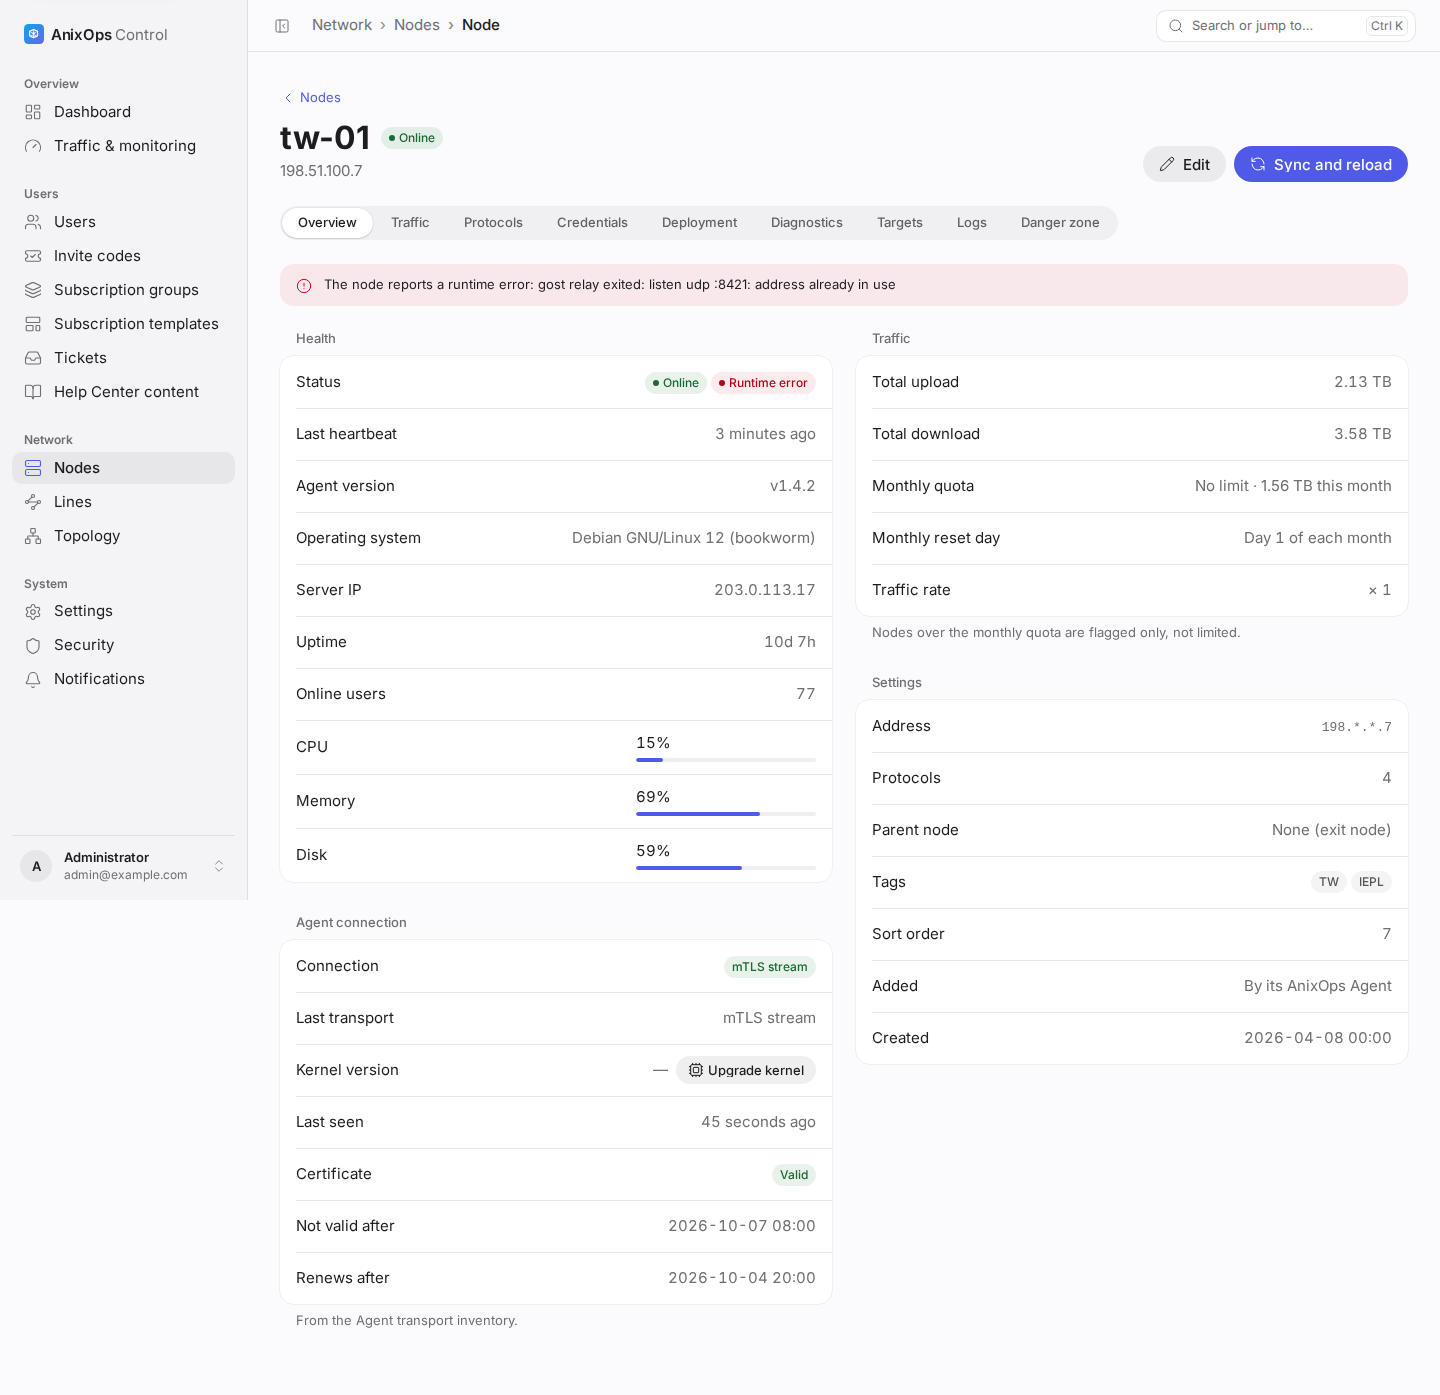 AnixOps Control
Overview
Dashboard
Traffic & monitoring
Users
Users
Invite codes
Subscription groups
Subscription templates
Tickets
Help Center content
Network
Nodes
Lines
Topology
System
Settings
Security
Notifications
A
Administrator
admin@example.com
Network › Nodes › Node
Search or jump to...
Ctrl K
Nodes
tw-01
Online
198.51.100.7
Edit
Sync and reload
Overview Traffic Protocols Credentials Deployment Diagnostics Targets Logs Danger zone
The node reports a runtime error: gost relay exited: listen udp :8421: address already in use
Health
Status Online Runtime error
Last heartbeat 3 minutes ago
Agent version v1.4.2
Operating system Debian GNU/Linux 12 (bookworm)
Server IP 203.0.113.17
Uptime 10d 7h
Online users 77
CPU 15%
Memory 69%
Disk 59%
Agent connection
Connection mTLS stream
Last transport mTLS stream
Kernel version — Upgrade kernel
Last seen 45 seconds ago
Certificate Valid
Not valid after 2026-10-07 08:00
Renews after 2026-10-04 20:00
From the Agent transport inventory.
Traffic
Total upload 2.13 TB
Total download 3.58 TB
Monthly quota No limit · 1.56 TB this month
Monthly reset day Day 1 of each month
Traffic rate × 1
Nodes over the monthly quota are flagged only, not limited.
Settings
Address 198.*.*.7
Protocols 4
Parent node None (exit node)
Tags TW IEPL
Sort order 7
Added By its AnixOps Agent
Created 2026-04-08 00:00